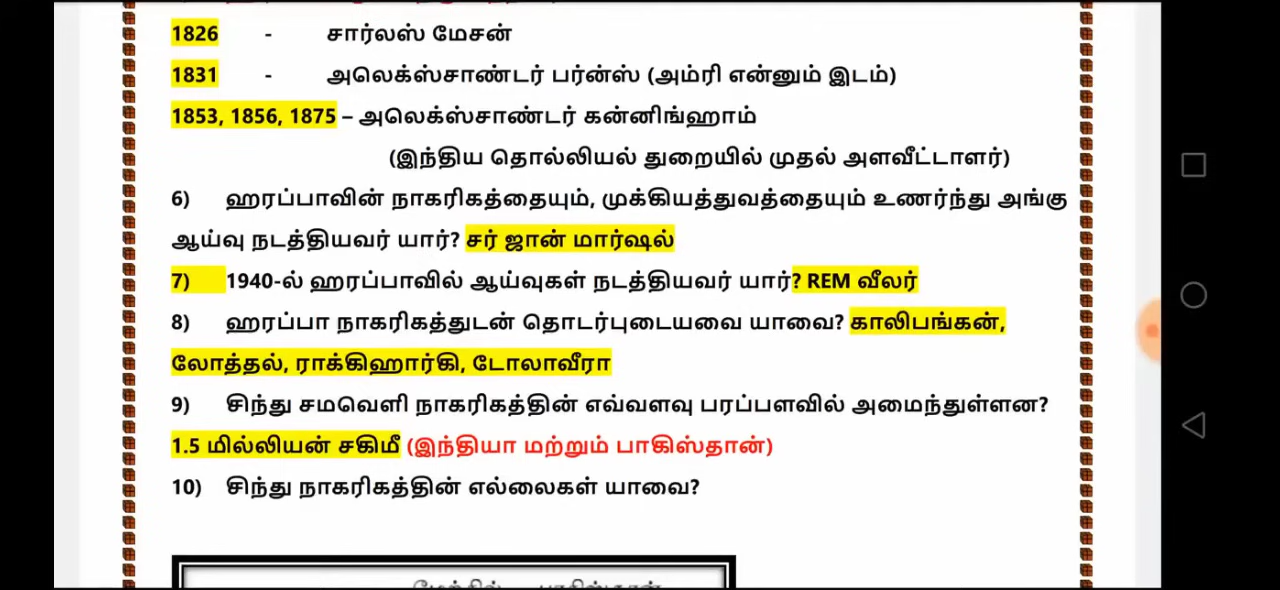 1826 - சார்லஸ் மேசன்
1831 - அலெக்ஸ்சாண்டர் பர்ன்ஸ் (அம்ரி என்னும் இடம்)
1853, 1856, 1875 – அலெக்ஸ்சாண்டர் கன்னிங்ஹாம்
(இந்திய தொல்லியல் துறையில் முதல் அளவீட்டாளர்)
6) ஹரப்பாவின் நாகரிகத்தையும், முக்கியத்துவத்தையும் உணர்ந்து அங்கு
ஆய்வு நடத்தியவர் யார்? சர் ஜான் மார்ஷல்
7) 1940-ல் ஹரப்பாவில் ஆய்வுகள் நடத்தியவர் யார்? REM வீலர்
8) ஹரப்பா நாகரிகத்துடன் தொடர்புடையவை யாவை? காலிபங்கன்,
லோத்தல், ராக்கிஹார்கி, டோலாவீரா
9) சிந்து சமவெளி நாகரிகத்தின் எவ்வளவு பரப்பளவில் அமைந்துள்ளன?
1.5 மில்லியன் சகிமீ (இந்தியா மற்றும் பாகிஸ்தான்)
10) சிந்து நாகரிகத்தின் எல்லைகள் யாவை?